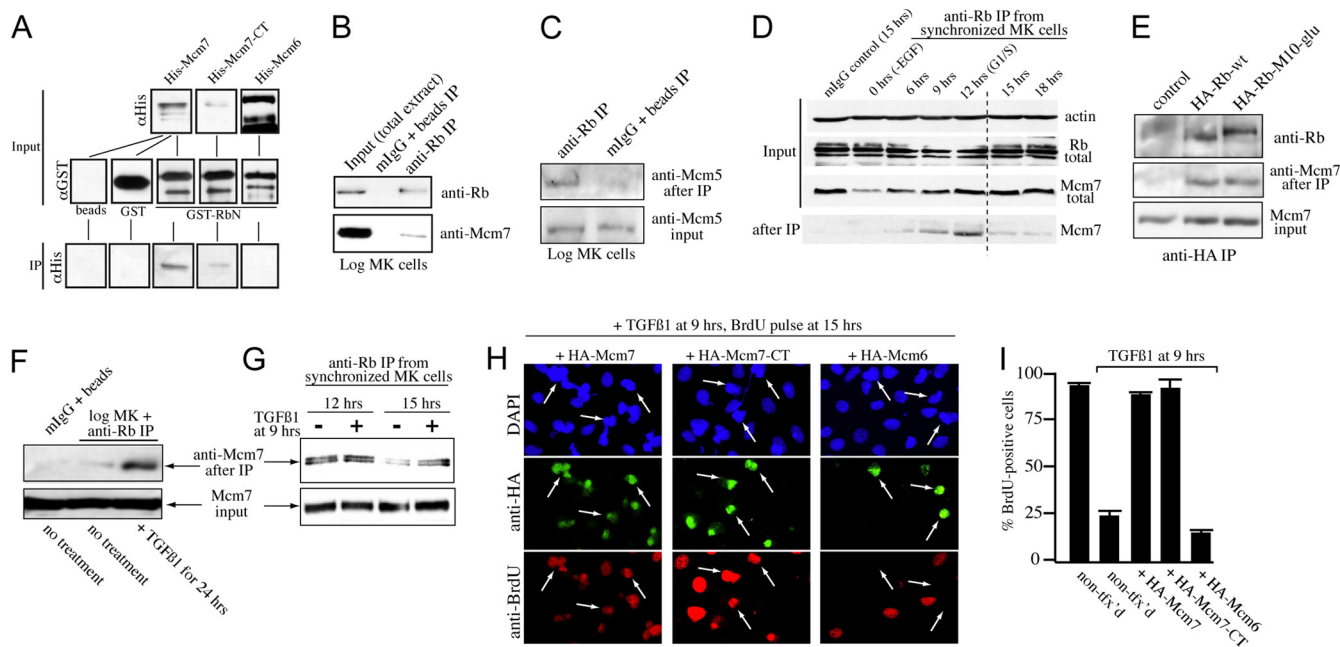 A
His-Mcm7
His-Mcm7-CT
His-Mcm6
Input
αHis
αGST
beads
GST
GST-RbN
IP
αHis
B
Input (total extract)
mIgG + beads IP
anti-Rb IP
anti-Rb
anti-Mcm7
Log MK cells
C
anti-Rb IP
mIgG + beads IP
anti-Mcm5
after IP
anti-Mcm5
input
Log MK cells
D
anti-Rb IP from
synchronized MK cells
mIgG control (15 hrs)
0 hrs (-EGF)
6 hrs
9 hrs
12 hrs (G1/S)
15 hrs
18 hrs
Input
actin
Rb
total
Mcm7
total
after IP
Mcm7
E
control
HA-Rb-wt
HA-Rb-M10-glu
anti-Rb
anti-Mcm7
after IP
Mcm7
input
anti-HA IP
F
mIgG + beads
log MK +
anti-Rb IP
anti-Mcm7
after IP
Mcm7
input
no treatment
no treatment
+ TGFß1 for 24 hrs
G
anti-Rb IP from
synchronized MK cells
12 hrs
15 hrs
TGFß1
at 9 hrs
- + - +
H
+ TGFß1 at 9 hrs, BrdU pulse at 15 hrs
+ HA-Mcm7
+ HA-Mcm7-CT
+ HA-Mcm6
DAPI
anti-HA
anti-BrdU
I
TGFß1 at 9 hrs
% BrdU-positive cells
100
75
50
25
0
non-tfx'd
non-tfx'd
+ HA-Mcm7
+ HA-Mcm7-CT
+ HA-Mcm6